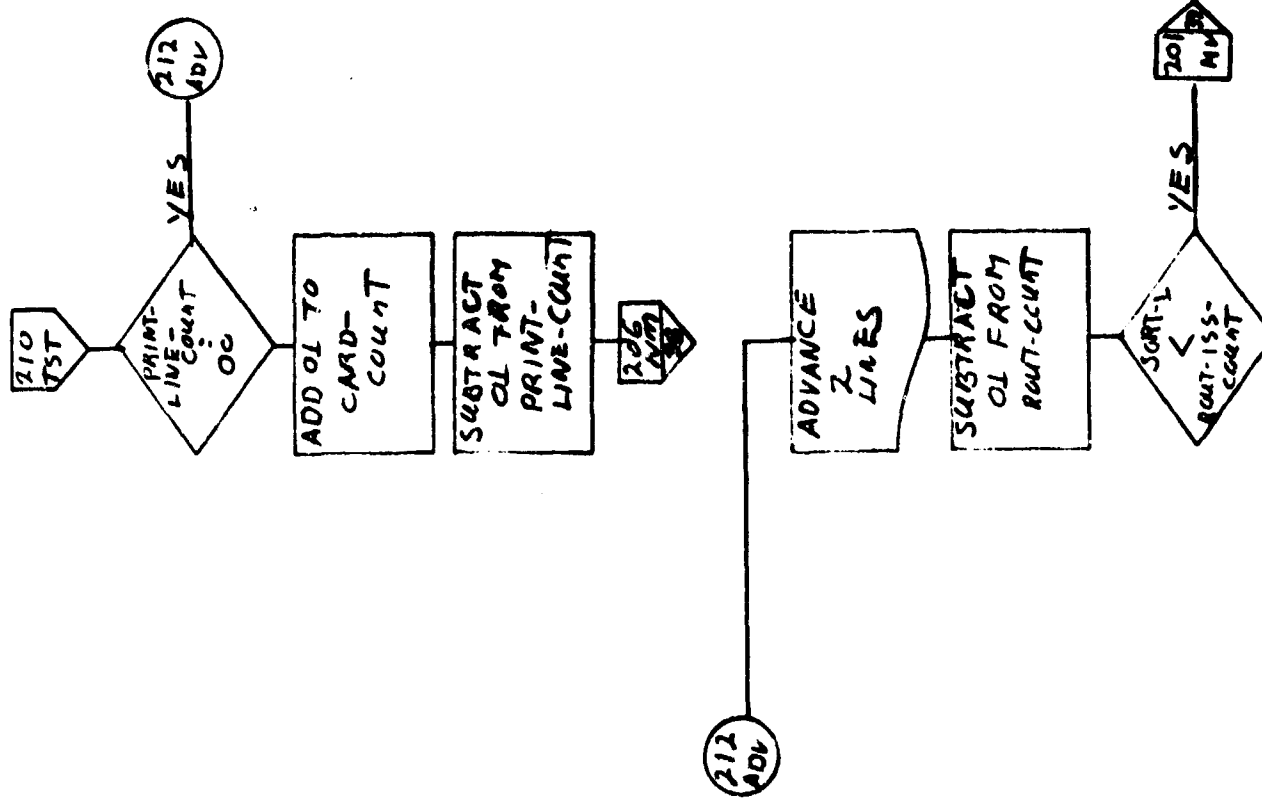 210
TST
PRINT-
LINE-
COUNT
:
00
YES
212
ADV
ADD 01 TO
CARD-
COUNT
SUBTRACT
01 FROM
PRINT-
LINE-COUNT
206
NM
212
ADV
ADVANCE
2
LINES
SUBTRACT
01 FROM
ROUT-COUNT
SORT-1
<
ROUT-ISS-
COUNT
YES
201
MV